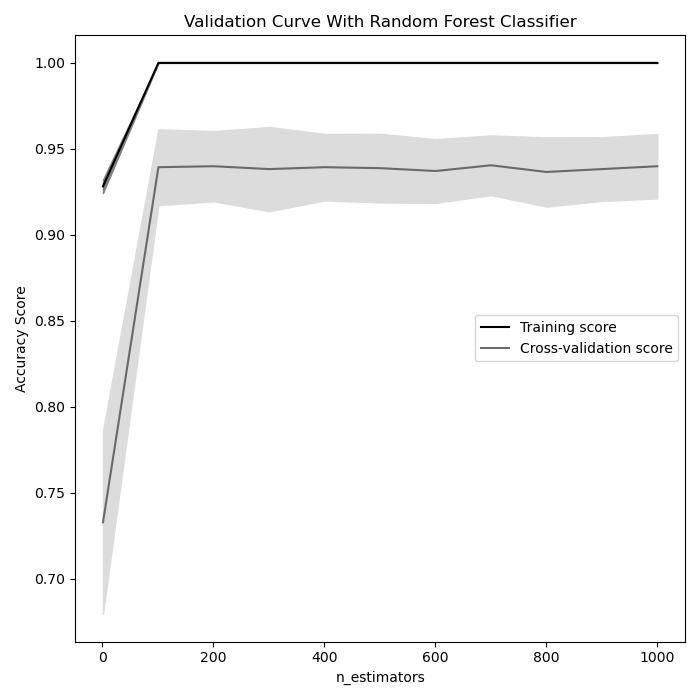 Validation Curve With Random Forest Classifier
1.00
0.95
0.90
0.85
0.80
0.75
0.70
Accuracy Score
Training score
Cross-validation score
0 200 400 600 800 1000
n_estimators